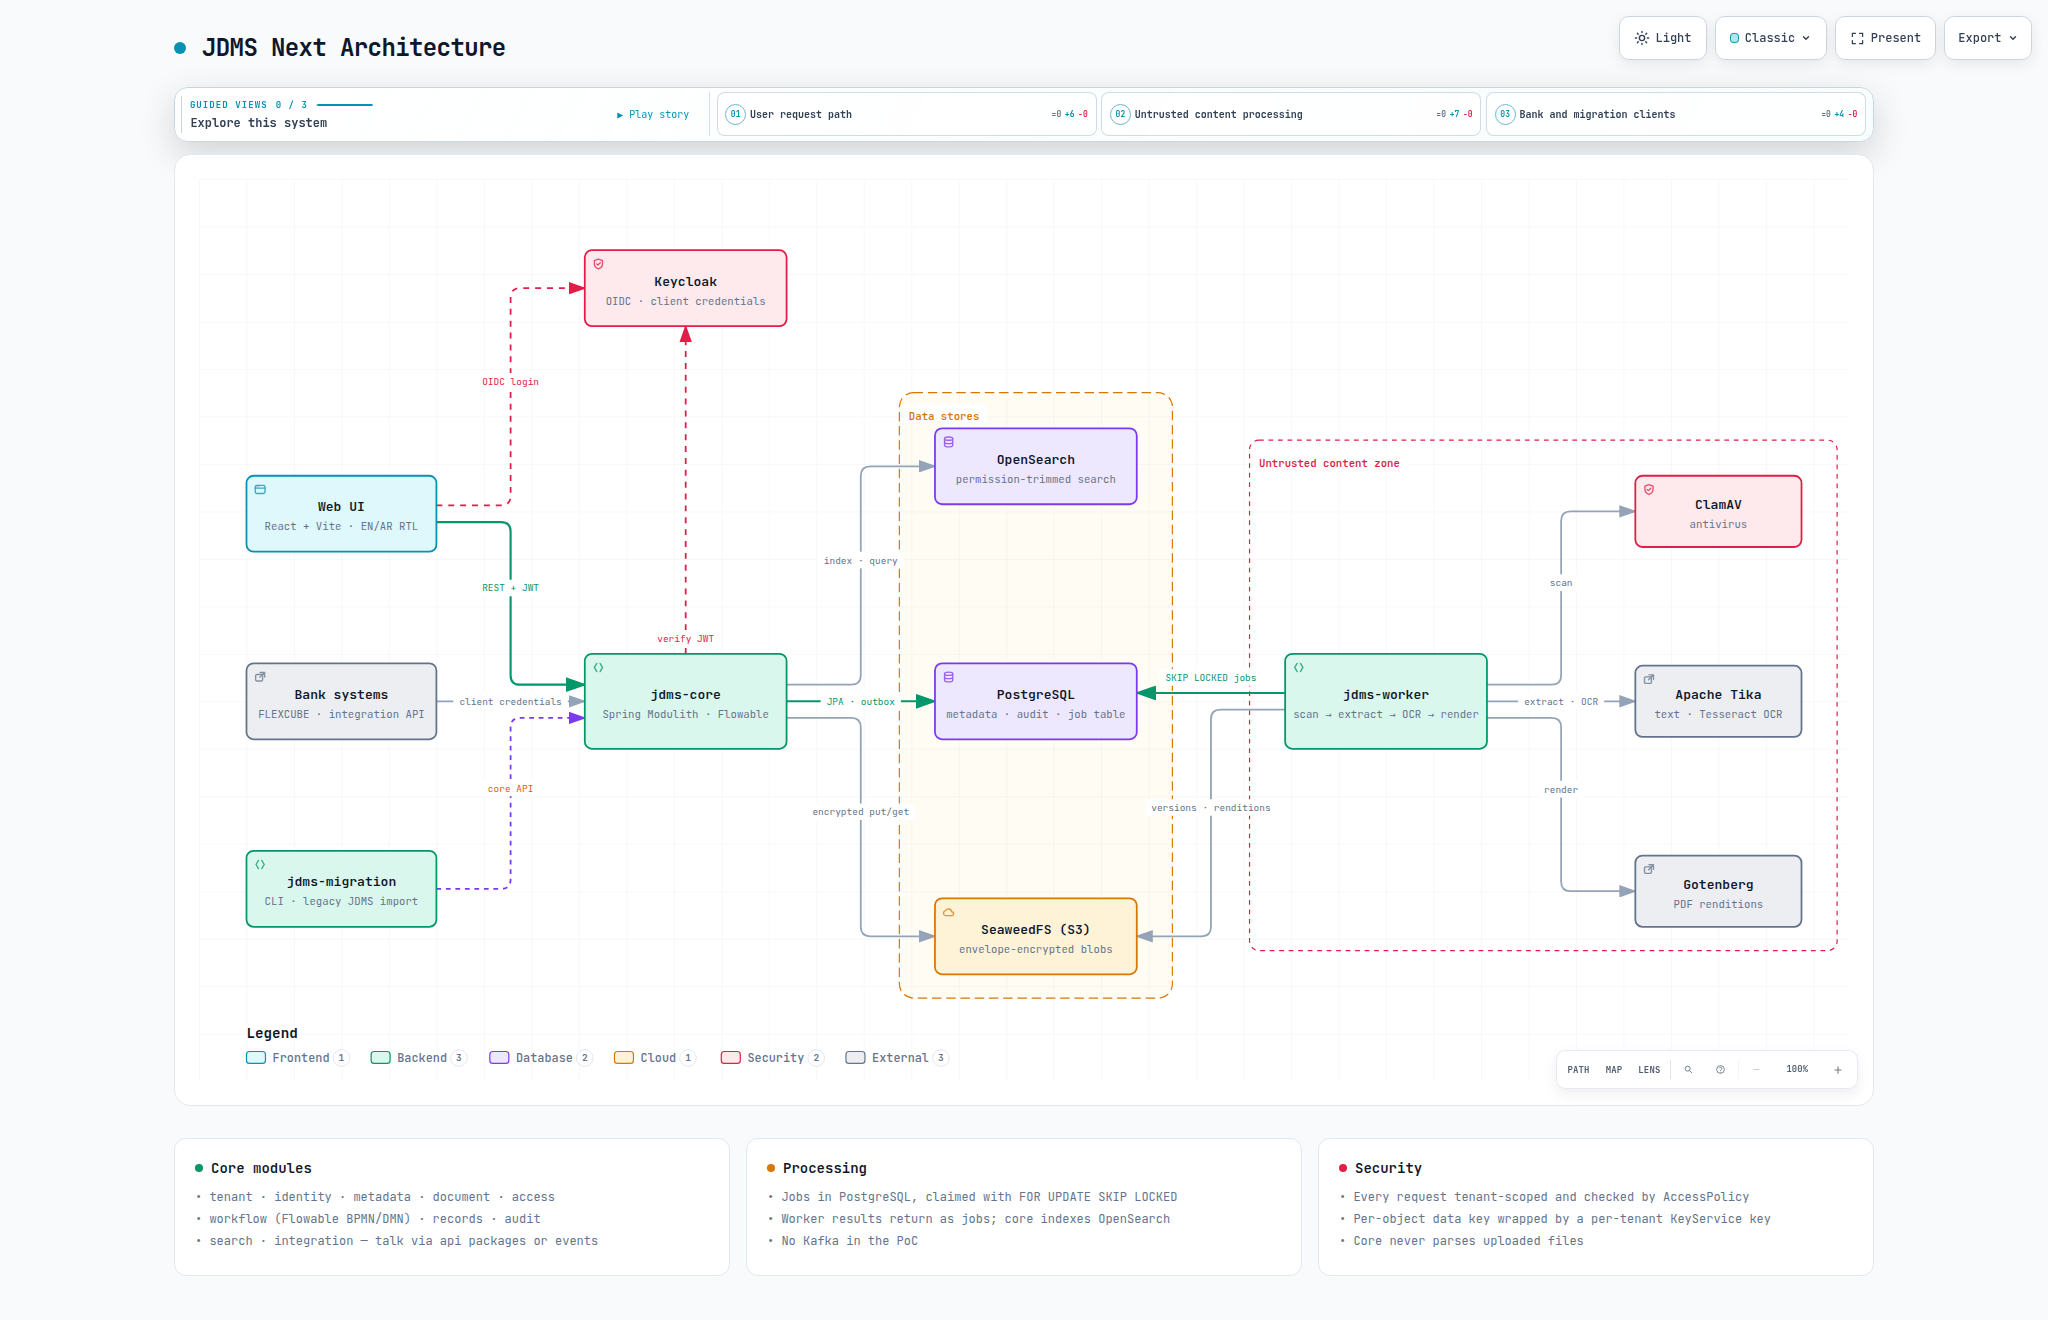 JDMS Next Architecture
Light
Classic
Present
Export
GUIDED VIEWS 0 / 3
Explore this system
▶ Play story
01 User request path =0 +6 -0
02 Untrusted content processing =0 +7 -0
03 Bank and migration clients =0 +4 -0
Keycloak
OIDC · client credentials
OIDC login
Data stores
OpenSearch
permission-trimmed search
Untrusted content zone
ClamAV
antivirus
Web UI
React + Vite · EN/AR RTL
index · query
scan
REST + JWT
verify JWT
Bank systems
FLEXCUBE · integration API
client credentials
jdms-core
Spring Modulith · Flowable
JPA · outbox
PostgreSQL
metadata · audit · job table
SKIP LOCKED jobs
jdms-worker
scan → extract → OCR → render
extract · OCR
Apache Tika
text · Tesseract OCR
core API
encrypted put/get
versions · renditions
render
jdms-migration
CLI · legacy JDMS import
SeaweedFS (S3)
envelope-encrypted blobs
Gotenberg
PDF renditions
Legend
Frontend 1
Backend 3
Database 2
Cloud 1
Security 2
External 3
PATH
MAP
LENS
− 100% +
Core modules
• tenant · identity · metadata · document · access
• workflow (Flowable BPMN/DMN) · records · audit
• search · integration — talk via api packages or events
Processing
• Jobs in PostgreSQL, claimed with FOR UPDATE SKIP LOCKED
• Worker results return as jobs; core indexes OpenSearch
• No Kafka in the PoC
Security
• Every request tenant-scoped and checked by AccessPolicy
• Per-object data key wrapped by a per-tenant KeyService key
• Core never parses uploaded files